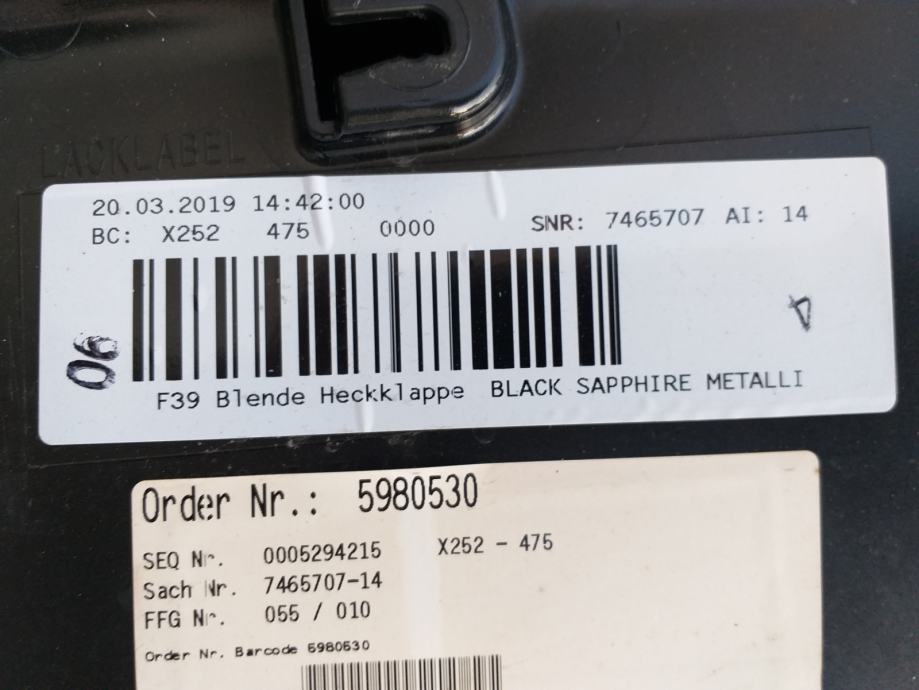 LACKLABEL
20.03.2019 14:42:00
BC: X252 475 0000 SNR: 7465707 AI: 14
06
F39 Blende Heckklappe BLACK SAPPHIRE METALLI
Order Nr.: 5980530
SEQ Nr. 0005294215 X252 - 475
Sach Nr. 7465707-14
FFG Nr. 055 / 010
Order Nr. Barcode 5980530